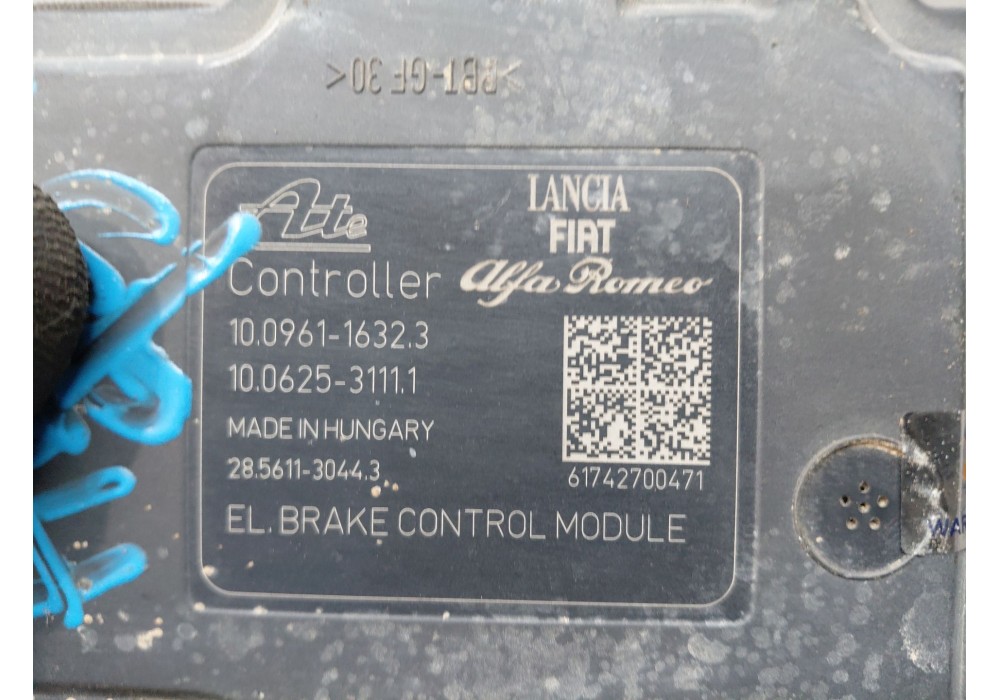 >PBT-GF 30<
Ate
LANCIA
FIAT
Alfa Romeo
Controller
10.0961-1632.3
10.0625-3111.1
MADE IN HUNGARY
28.5611-3044.3
61742700471
EL. BRAKE CONTROL MODULE